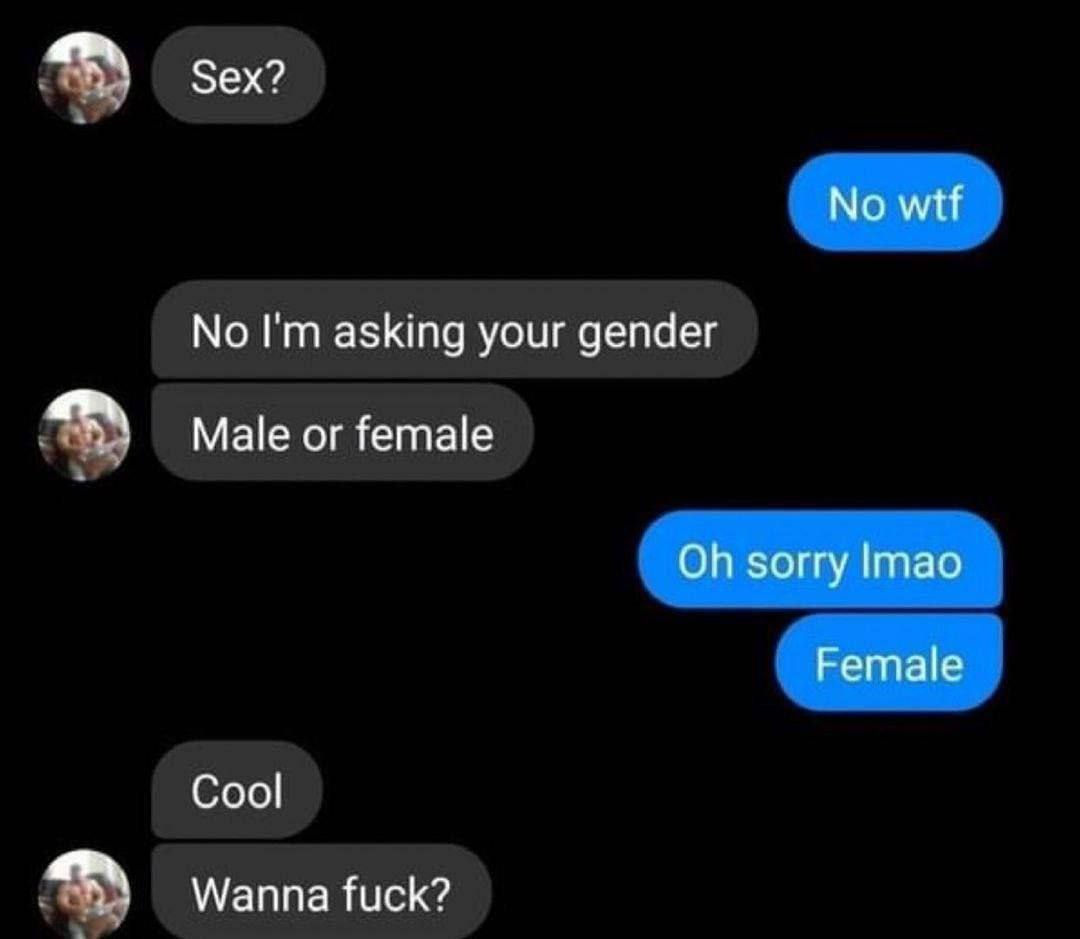 Sex?
No wtf
No I'm asking your gender
Male or female
Oh sorry lmao
Female
Cool
Wanna fuck?